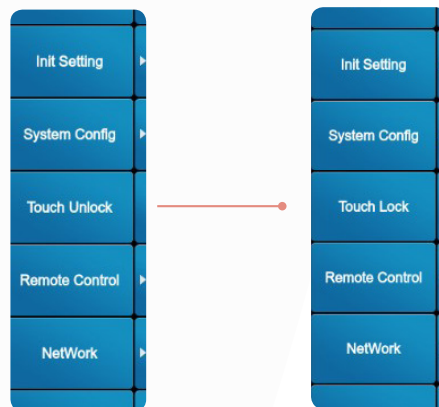 Init Setting
System Config
Touch Unlock
Remote Control
NetWork
Init Setting
System Config
Touch Lock
Remote Control
NetWork